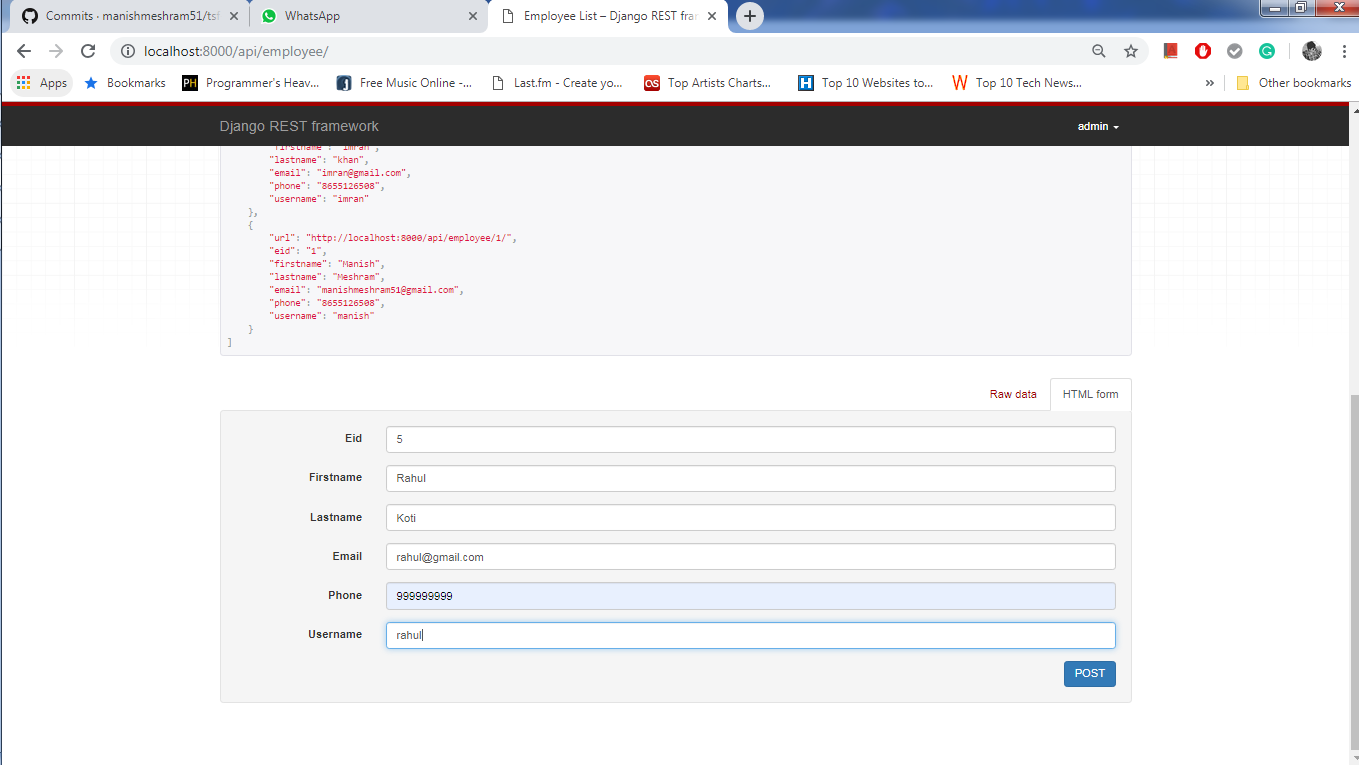 Commits · manishmeshram51/tsf
WhatsApp
Employee List – Django REST fra
localhost:8000/api/employee/
Apps Bookmarks PH Programmer's Heav... Free Music Online -... Last.fm - Create yo... Top Artists Charts... H Top 10 Websites to... W Top 10 Tech News... » Other bookmarks
Django REST framework admin
"firstname": "imran",
"lastname": "khan",
"email": "imran@gmail.com",
"phone": "8655126508",
"username": "imran"
},
{
"url": "http://localhost:8000/api/employee/1/",
"eid": "1",
"firstname": "Manish",
"lastname": "Meshram",
"email": "manishmeshram51@gmail.com",
"phone": "8655126508",
"username": "manish"
}
]
Raw data HTML form
Eid 5
Firstname Rahul
Lastname Koti
Email rahul@gmail.com
Phone 999999999
Username rahul
POST